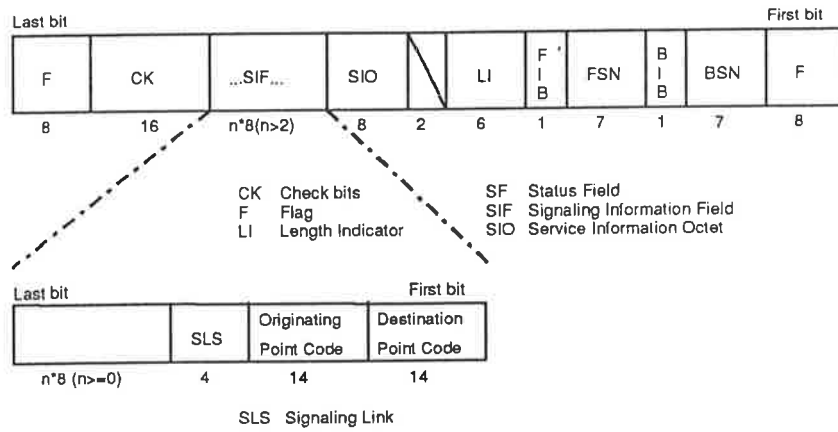 Last bit First bit
F CK ...SIF... SIO LI F I B FSN B I B BSN F
8 16 n*8(n>2) 8 2 6 1 7 1 7 8
CK Check bits SF Status Field
F Flag SIF Signaling Information Field
LI Length Indicator SIO Service Information Octet
Last bit First bit
SLS Originating Point Code Destination Point Code
n*8 (n>=0) 4 14 14
SLS Signaling Link